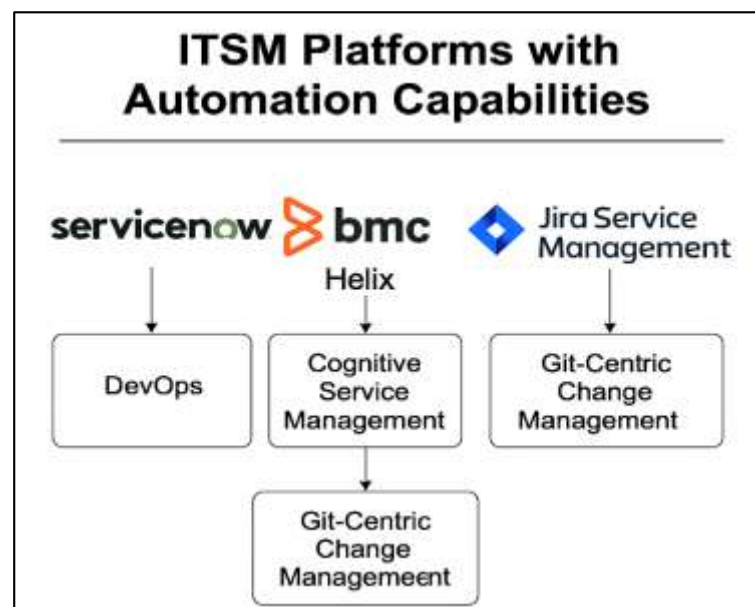 ITSM Platforms with
Automation Capabilities
servicenow
bmc
Helix
Jira Service
Management
DevOps
Cognitive
Service
Management
Git-Centric
Change
Management
Git-Centric
Change
Managemeєnt